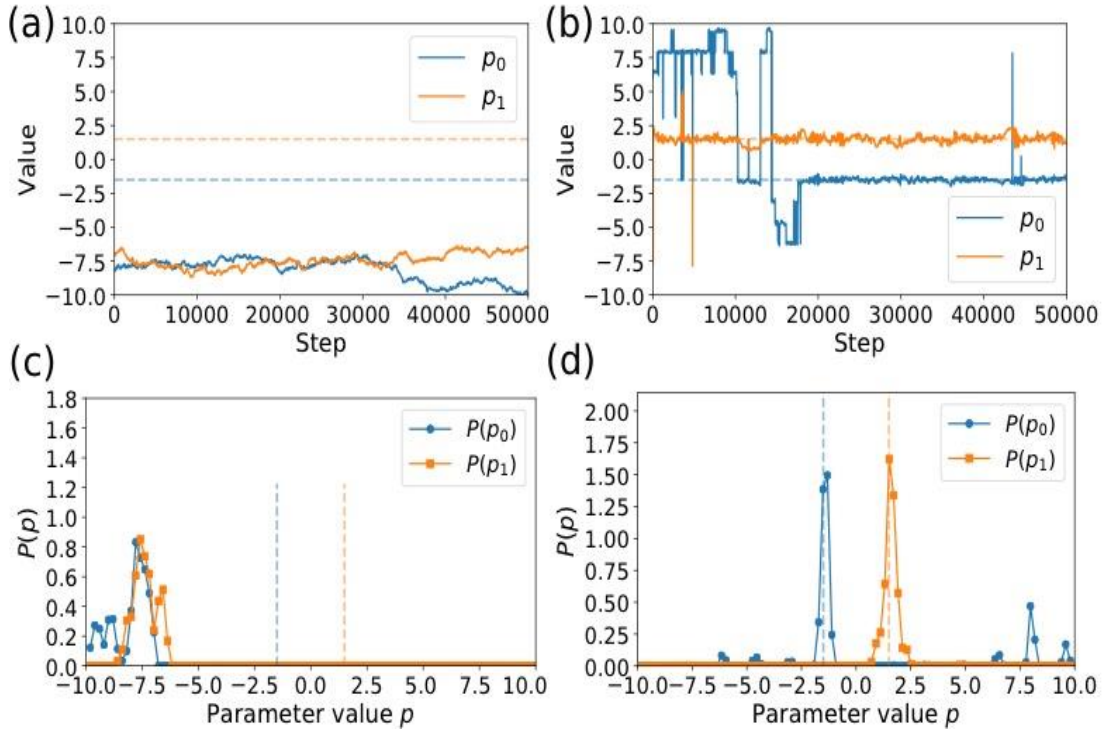 (a)
10.0
7.5
5.0
2.5
0.0
−2.5
−5.0
−7.5
−10.0
Value
p0
p1
0 10000 20000 30000 40000 50000
Step
(b)
10.0
7.5
5.0
2.5
0.0
−2.5
−5.0
−7.5
−10.0
Value
p0
p1
0 10000 20000 30000 40000 50000
Step
(c)
1.8
1.6
1.4
1.2
1.0
0.8
0.6
0.4
0.2
0.0
P(p)
P(p0)
P(p1)
−10.0 −7.5 −5.0 −2.5 0.0 2.5 5.0 7.5 10.0
Parameter value p
(d)
2.00
1.75
1.50
1.25
1.00
0.75
0.50
0.25
0.00
P(p)
P(p0)
P(p1)
−10.0 −7.5 −5.0 −2.5 0.0 2.5 5.0 7.5 10.0
Parameter value p